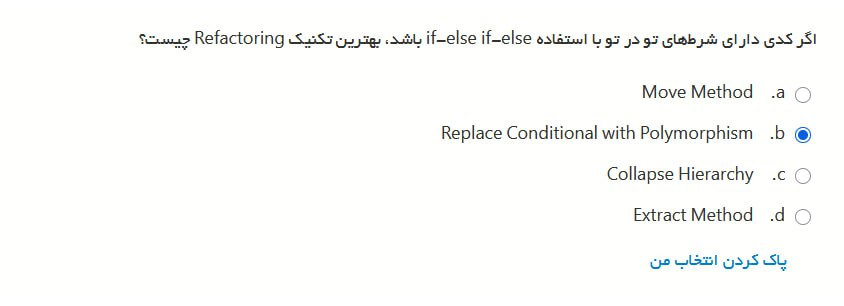 اگر کدی دارای شرط‌های تو در تو با استفاده if-else if-else باشد، بهترین تکنیک Refactoring چیست؟
a. Move Method
b. Replace Conditional with Polymorphism
c. Collapse Hierarchy
d. Extract Method
پاک کردن انتخاب من